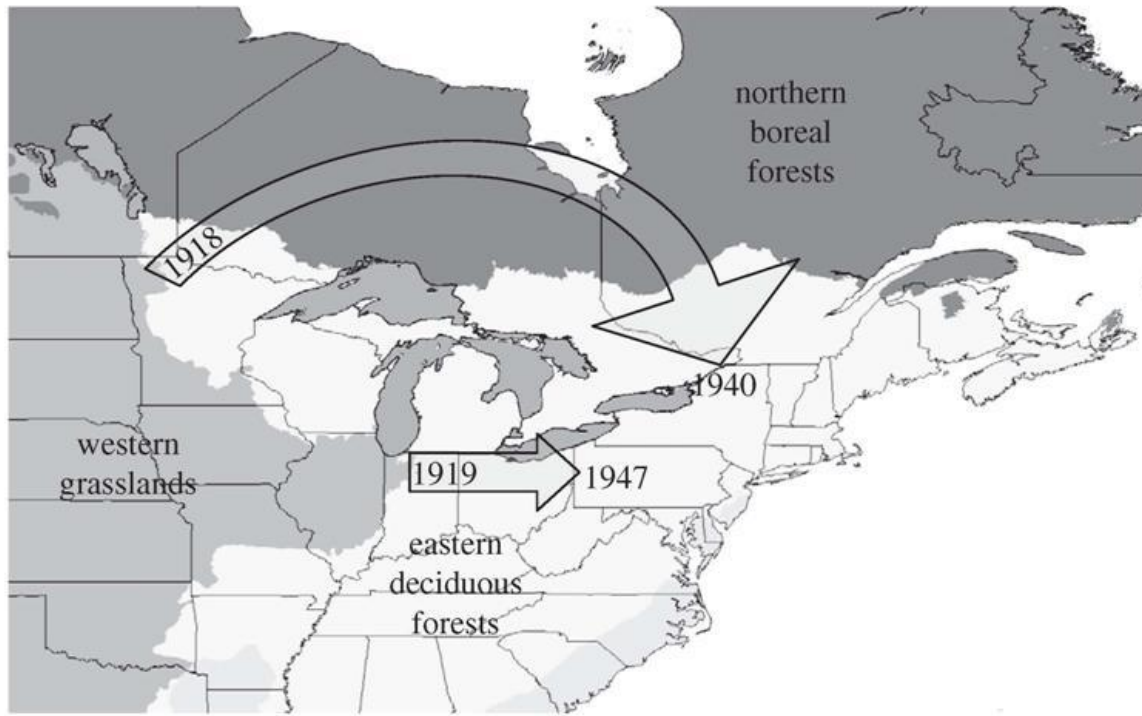 northern
boreal
forests
1918
1940
western
grasslands
1919
1947
eastern
deciduous
forests